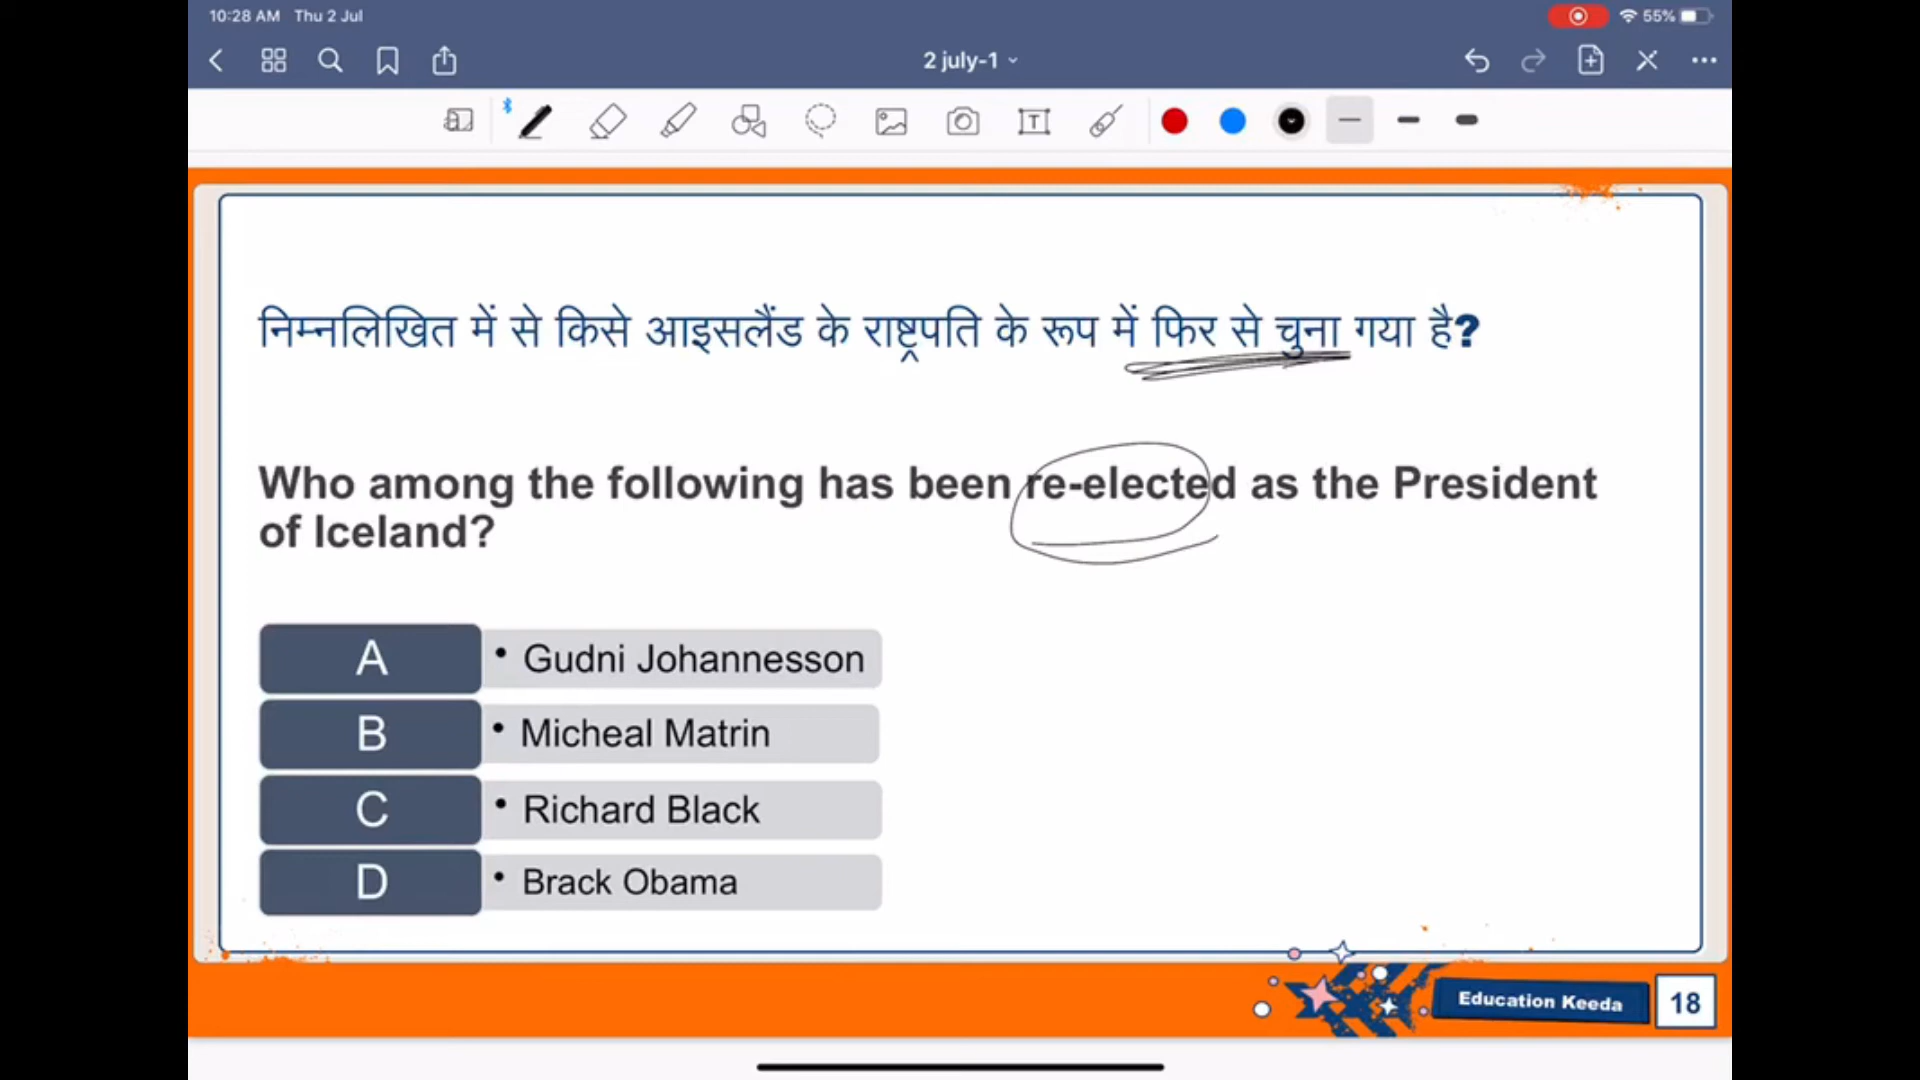 10:28 AM Thu 2 Jul
55%
2 july-1
निम्नलिखित में से किसे आइसलैंड के राष्ट्रपति के रूप में फिर से चुना गया है?
Who among the following has been re-elected as the President
of Iceland?
A • Gudni Johannesson
B • Micheal Matrin
C • Richard Black
D • Brack Obama
Education Keeda 18